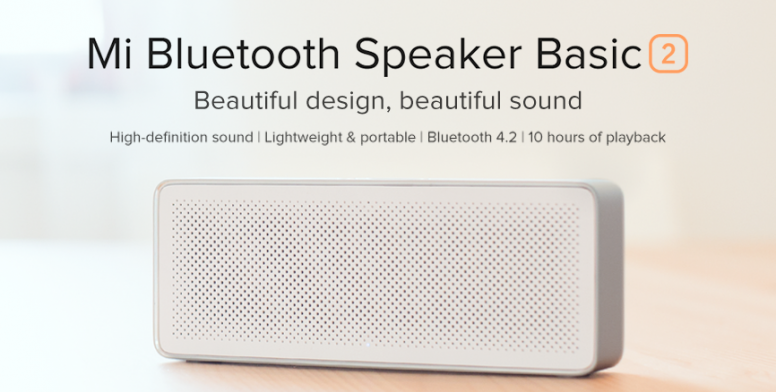 Mi Bluetooth Speaker Basic 2
Beautiful design, beautiful sound
High-definition sound | Lightweight & portable | Bluetooth 4.2 | 10 hours of playback